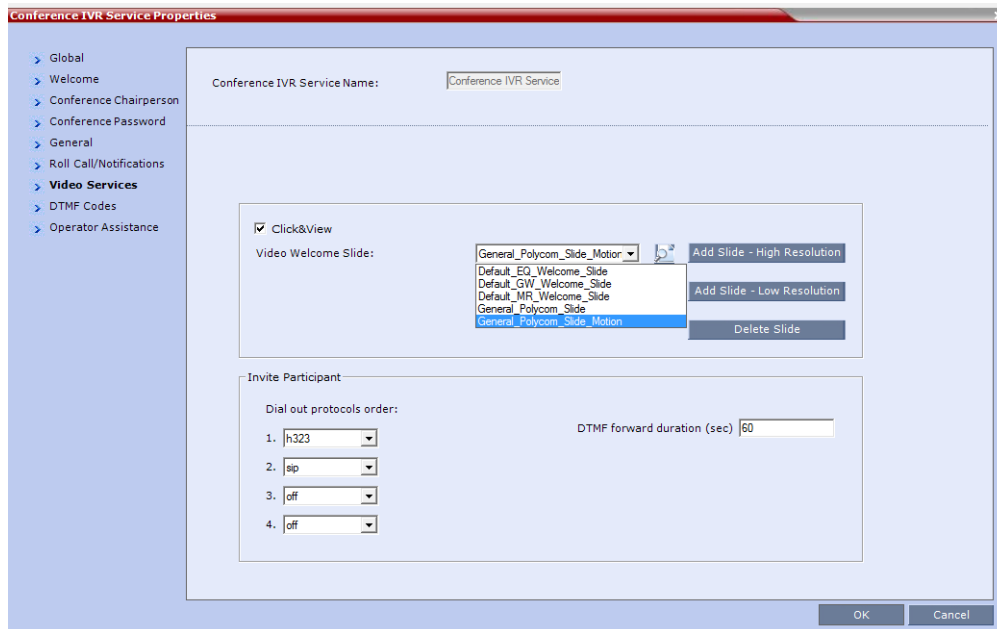 Conference IVR Service Properties
Global
Welcome
Conference Chairperson
Conference Password
General
Roll Call/Notifications
Video Services
DTMF Codes
Operator Assistance
Conference IVR Service Name: Conference IVR Service
Click&View
Video Welcome Slide: General_Polycom_Slide_Motion Add Slide - High Resolution
Default_EQ_Welcome_Slide
Default_GW_Welcome_Slide
Default_MR_Welcome_Slide
General_Polycom_Slide
General_Polycom_Slide_Motion
Add Slide - Low Resolution
Delete Slide
Invite Participant
Dial out protocols order:
1. h323
2. sip
3. off
4. off
DTMF forward duration (sec) 60
OK Cancel